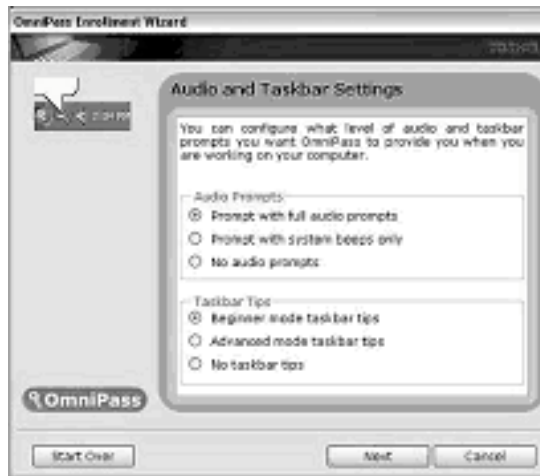 OmniPass Enrollment Wizard
Audio and Taskbar Settings
You can configure what level of audio and taskbar
prompts you want OmniPass to provide you when you
are working on your computer.
Audio Prompts
Prompt with full audio prompts
Prompt with system beeps only
No audio prompts
Taskbar Tips
Beginner mode taskbar tips
Advanced mode taskbar tips
No taskbar tips
OmniPass
Start Over
Next
Cancel